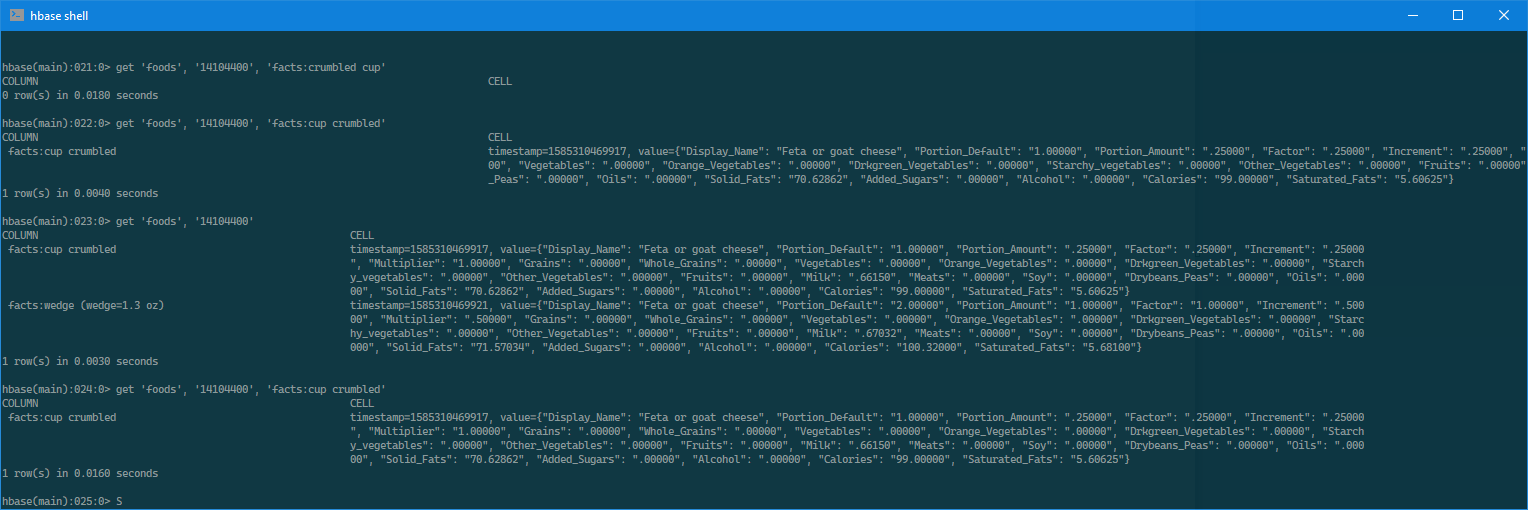 hbase shell
hbase(main):021:0> get 'foods', '14104400', 'facts:crumbled cup'
COLUMN CELL
0 row(s) in 0.0180 seconds
hbase(main):022:0> get 'foods', '14104400', 'facts:cup crumbled'
COLUMN CELL
facts:cup crumbled timestamp=1585310469917, value={"Display_Name": "Feta or goat cheese", "Portion_Default": "1.00000", "Portion_Amount": ".25000", "Factor": ".25000", "Increment": ".25000", "
00", "Vegetables": ".00000", "Orange_Vegetables": ".00000", "Drkgreen_Vegetables": ".00000", "Starchy_vegetables": ".00000", "Other_Vegetables": ".00000", "Fruits": ".00000"
_Peas": ".00000", "Oils": ".00000", "Solid_Fats": "70.62862", "Added_Sugars": ".00000", "Alcohol": ".00000", "Calories": "99.00000", "Saturated_Fats": "5.60625"}
1 row(s) in 0.0040 seconds
hbase(main):023:0> get 'foods', '14104400'
COLUMN CELL
facts:cup crumbled timestamp=1585310469917, value={"Display_Name": "Feta or goat cheese", "Portion_Default": "1.00000", "Portion_Amount": ".25000", "Factor": ".25000", "Increment": ".25000
", "Multiplier": "1.00000", "Grains": ".00000", "Whole_Grains": ".00000", "Vegetables": ".00000", "Orange_Vegetables": ".00000", "Drkgreen_Vegetables": ".00000", "Starch
y_vegetables": ".00000", "Other_Vegetables": ".00000", "Fruits": ".00000", "Milk": ".66150", "Meats": ".00000", "Soy": ".00000", "Drybeans_Peas": ".00000", "Oils": ".000
00", "Solid_Fats": "70.62862", "Added_Sugars": ".00000", "Alcohol": ".00000", "Calories": "99.00000", "Saturated_Fats": "5.60625"}
facts:wedge (wedge=1.3 oz) timestamp=1585310469921, value={"Display_Name": "Feta or goat cheese", "Portion_Default": "2.00000", "Portion_Amount": "1.00000", "Factor": "1.00000", "Increment": ".500
00", "Multiplier": ".50000", "Grains": ".00000", "Whole_Grains": ".00000", "Vegetables": ".00000", "Orange_Vegetables": ".00000", "Drkgreen_Vegetables": ".00000", "Starc
hy_vegetables": ".00000", "Other_Vegetables": ".00000", "Fruits": ".00000", "Milk": ".67032", "Meats": ".00000", "Soy": ".00000", "Drybeans_Peas": ".00000", "Oils": ".00
000", "Solid_Fats": "71.57034", "Added_Sugars": ".00000", "Alcohol": ".00000", "Calories": "100.32000", "Saturated_Fats": "5.68100"}
1 row(s) in 0.0030 seconds
hbase(main):024:0> get 'foods', '14104400', 'facts:cup crumbled'
COLUMN CELL
facts:cup crumbled timestamp=1585310469917, value={"Display_Name": "Feta or goat cheese", "Portion_Default": "1.00000", "Portion_Amount": ".25000", "Factor": ".25000", "Increment": ".25000
", "Multiplier": "1.00000", "Grains": ".00000", "Whole_Grains": ".00000", "Vegetables": ".00000", "Orange_Vegetables": ".00000", "Drkgreen_Vegetables": ".00000", "Starch
y_vegetables": ".00000", "Other_Vegetables": ".00000", "Fruits": ".00000", "Milk": ".66150", "Meats": ".00000", "Soy": ".00000", "Drybeans_Peas": ".00000", "Oils": ".000
00", "Solid_Fats": "70.62862", "Added_Sugars": ".00000", "Alcohol": ".00000", "Calories": "99.00000", "Saturated_Fats": "5.60625"}
1 row(s) in 0.0160 seconds
hbase(main):025:0> S